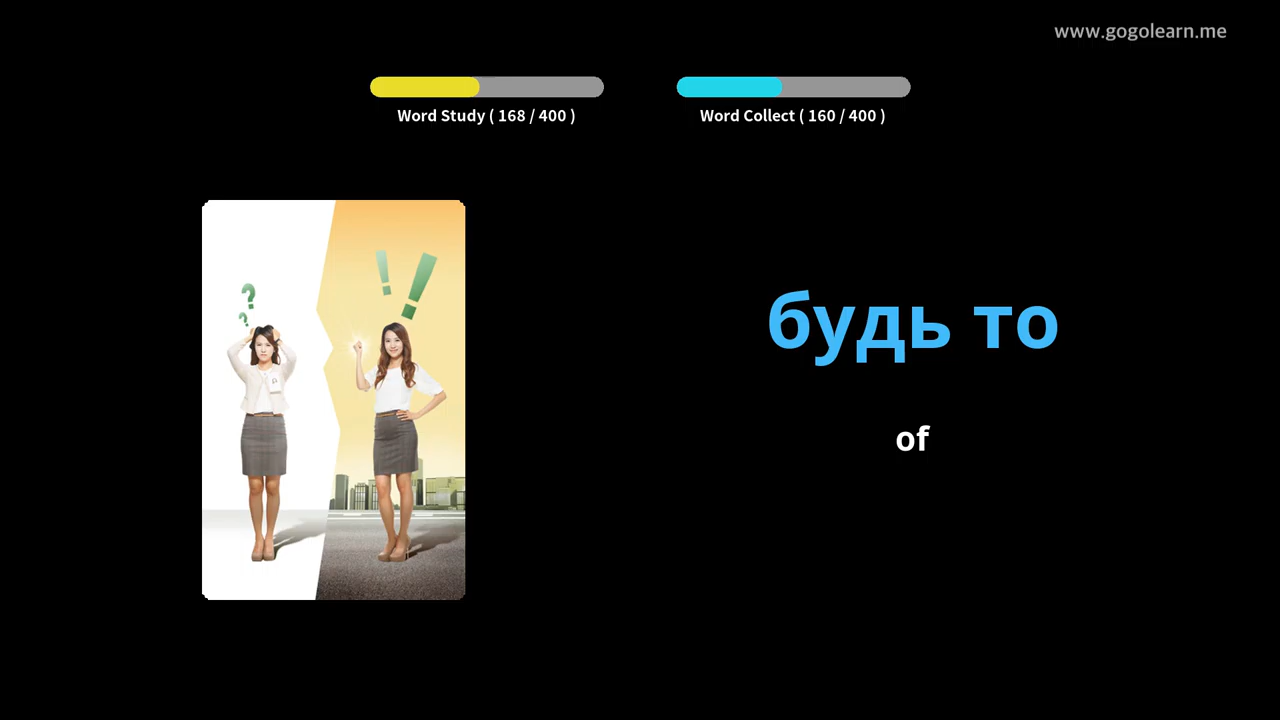 www.gogolearn.me
Word Study ( 168 / 400 )
Word Collect ( 160 / 400 )
? ?
! !
будь то
of